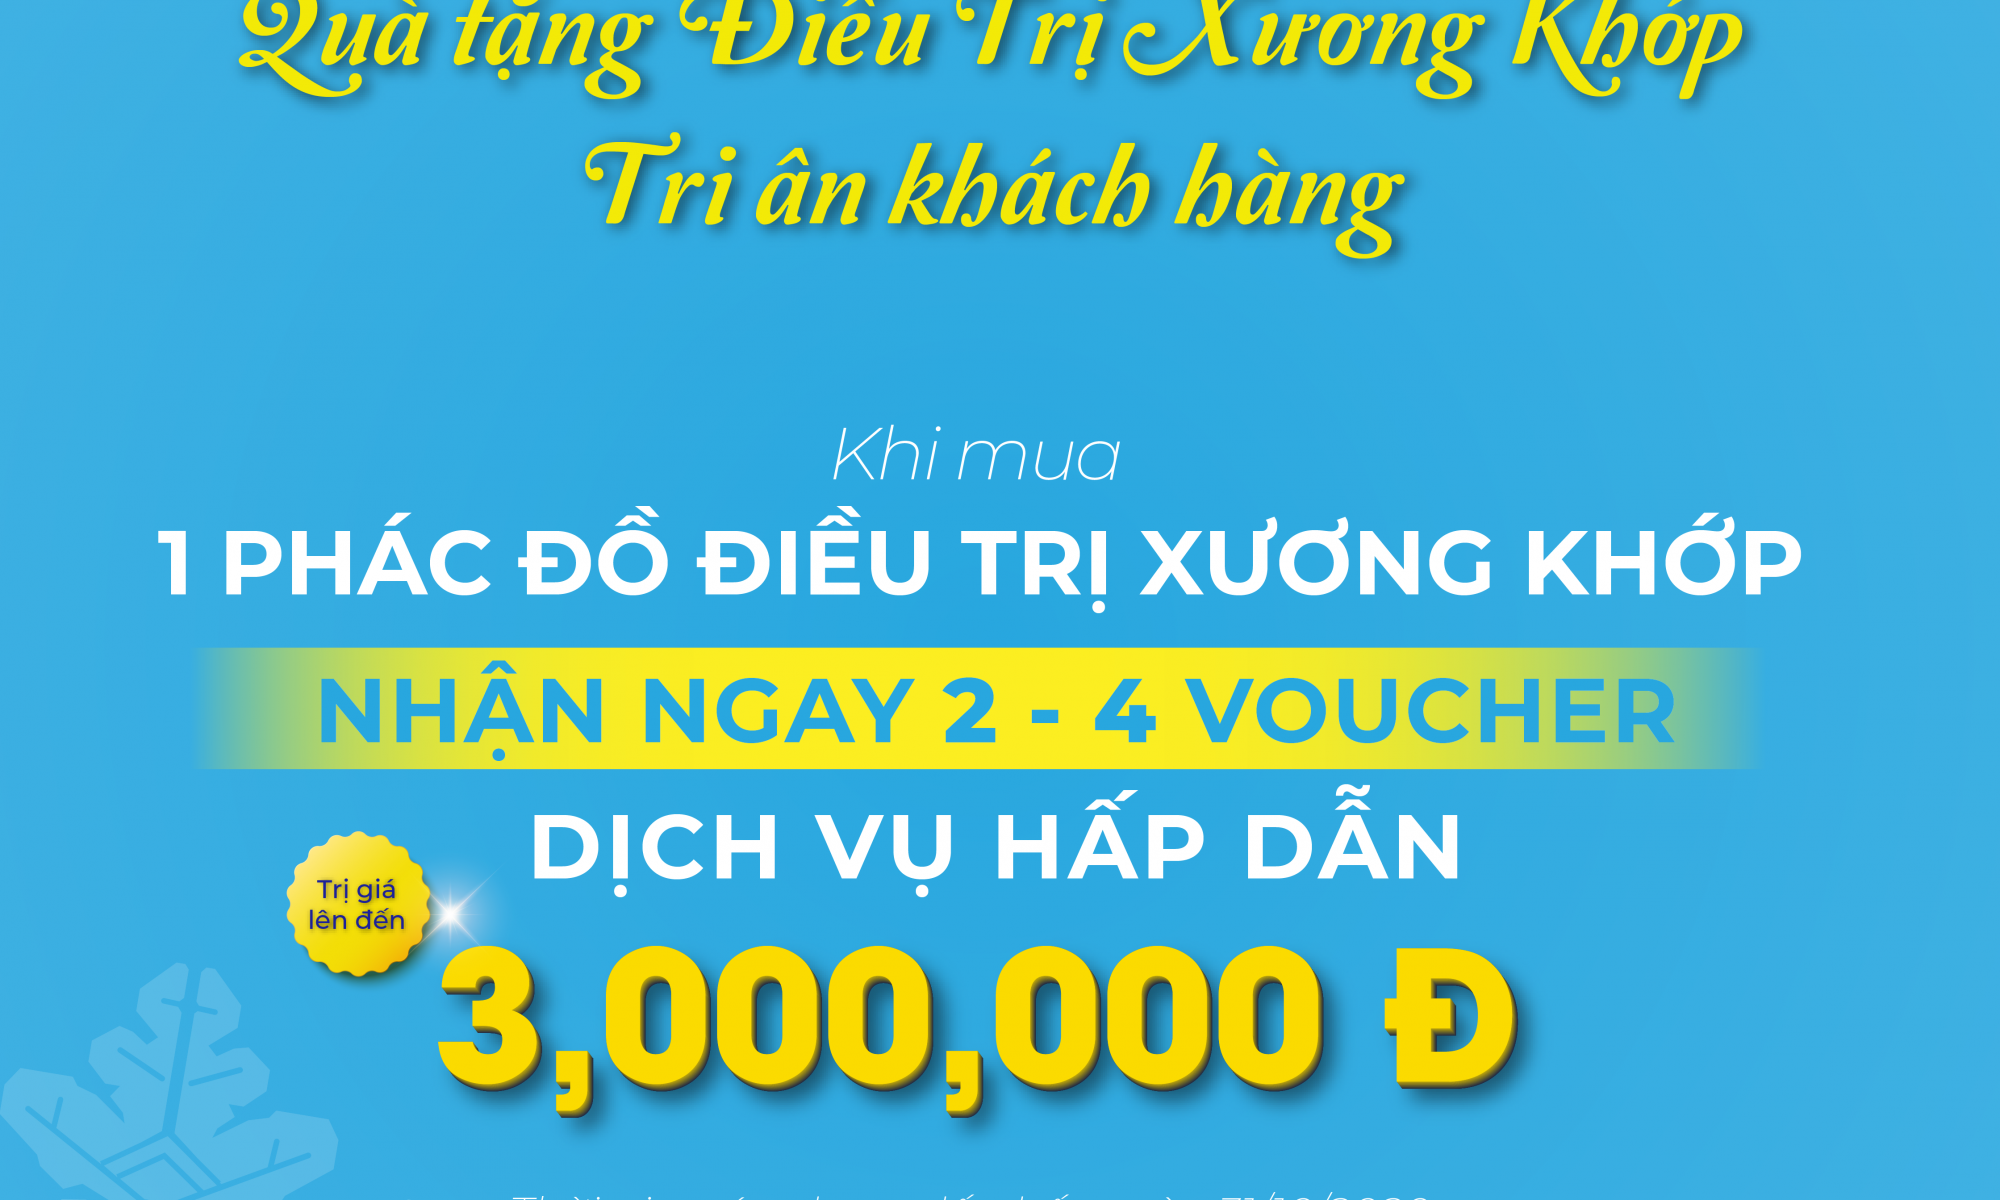 Quà tặng Điều Trị Xương Khớp
Tri ân khách hàng
Khi mua
1 PHÁC ĐỒ ĐIỀU TRỊ XƯƠNG KHỚP
NHẬN NGAY 2 - 4 VOUCHER
DỊCH VỤ HẤP DẪN
Trị giá
lên đến
3,000,000 Đ